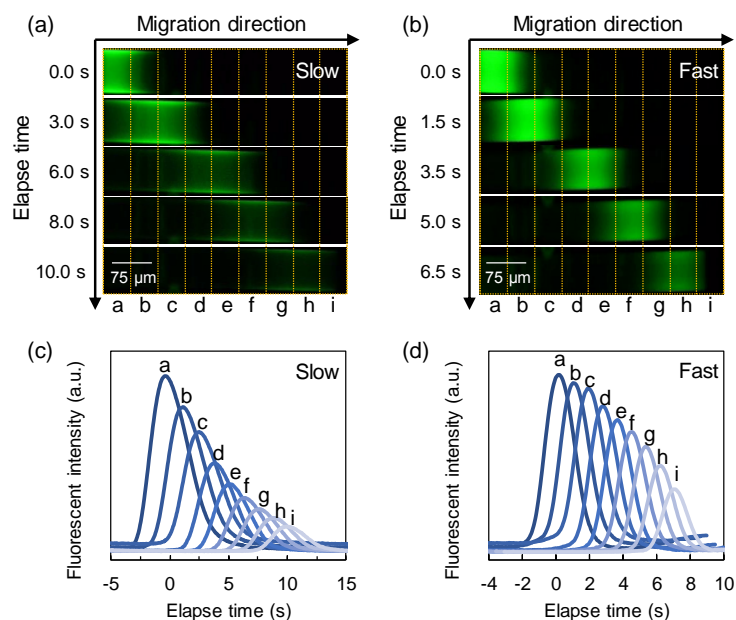 (a)
Migration direction
Elapse time
0.0 s
3.0 s
6.0 s
8.0 s
10.0 s
Slow
75 μm
a b c d e f g h i
(b)
Migration direction
Elapse time
0.0 s
1.5 s
3.5 s
5.0 s
6.5 s
Fast
75 μm
a b c d e f g h i
(c)
Fluorescent intensity (a.u.)
Slow
a
b
c
d
e
f
g
h
i
-5 0 5 10 15
Elapse time (s)
(d)
Fluorescent intensity (a.u.)
Fast
a
b
c
d
e
f
g
h
i
-4 -2 0 2 4 6 8 10
Elapse time (s)